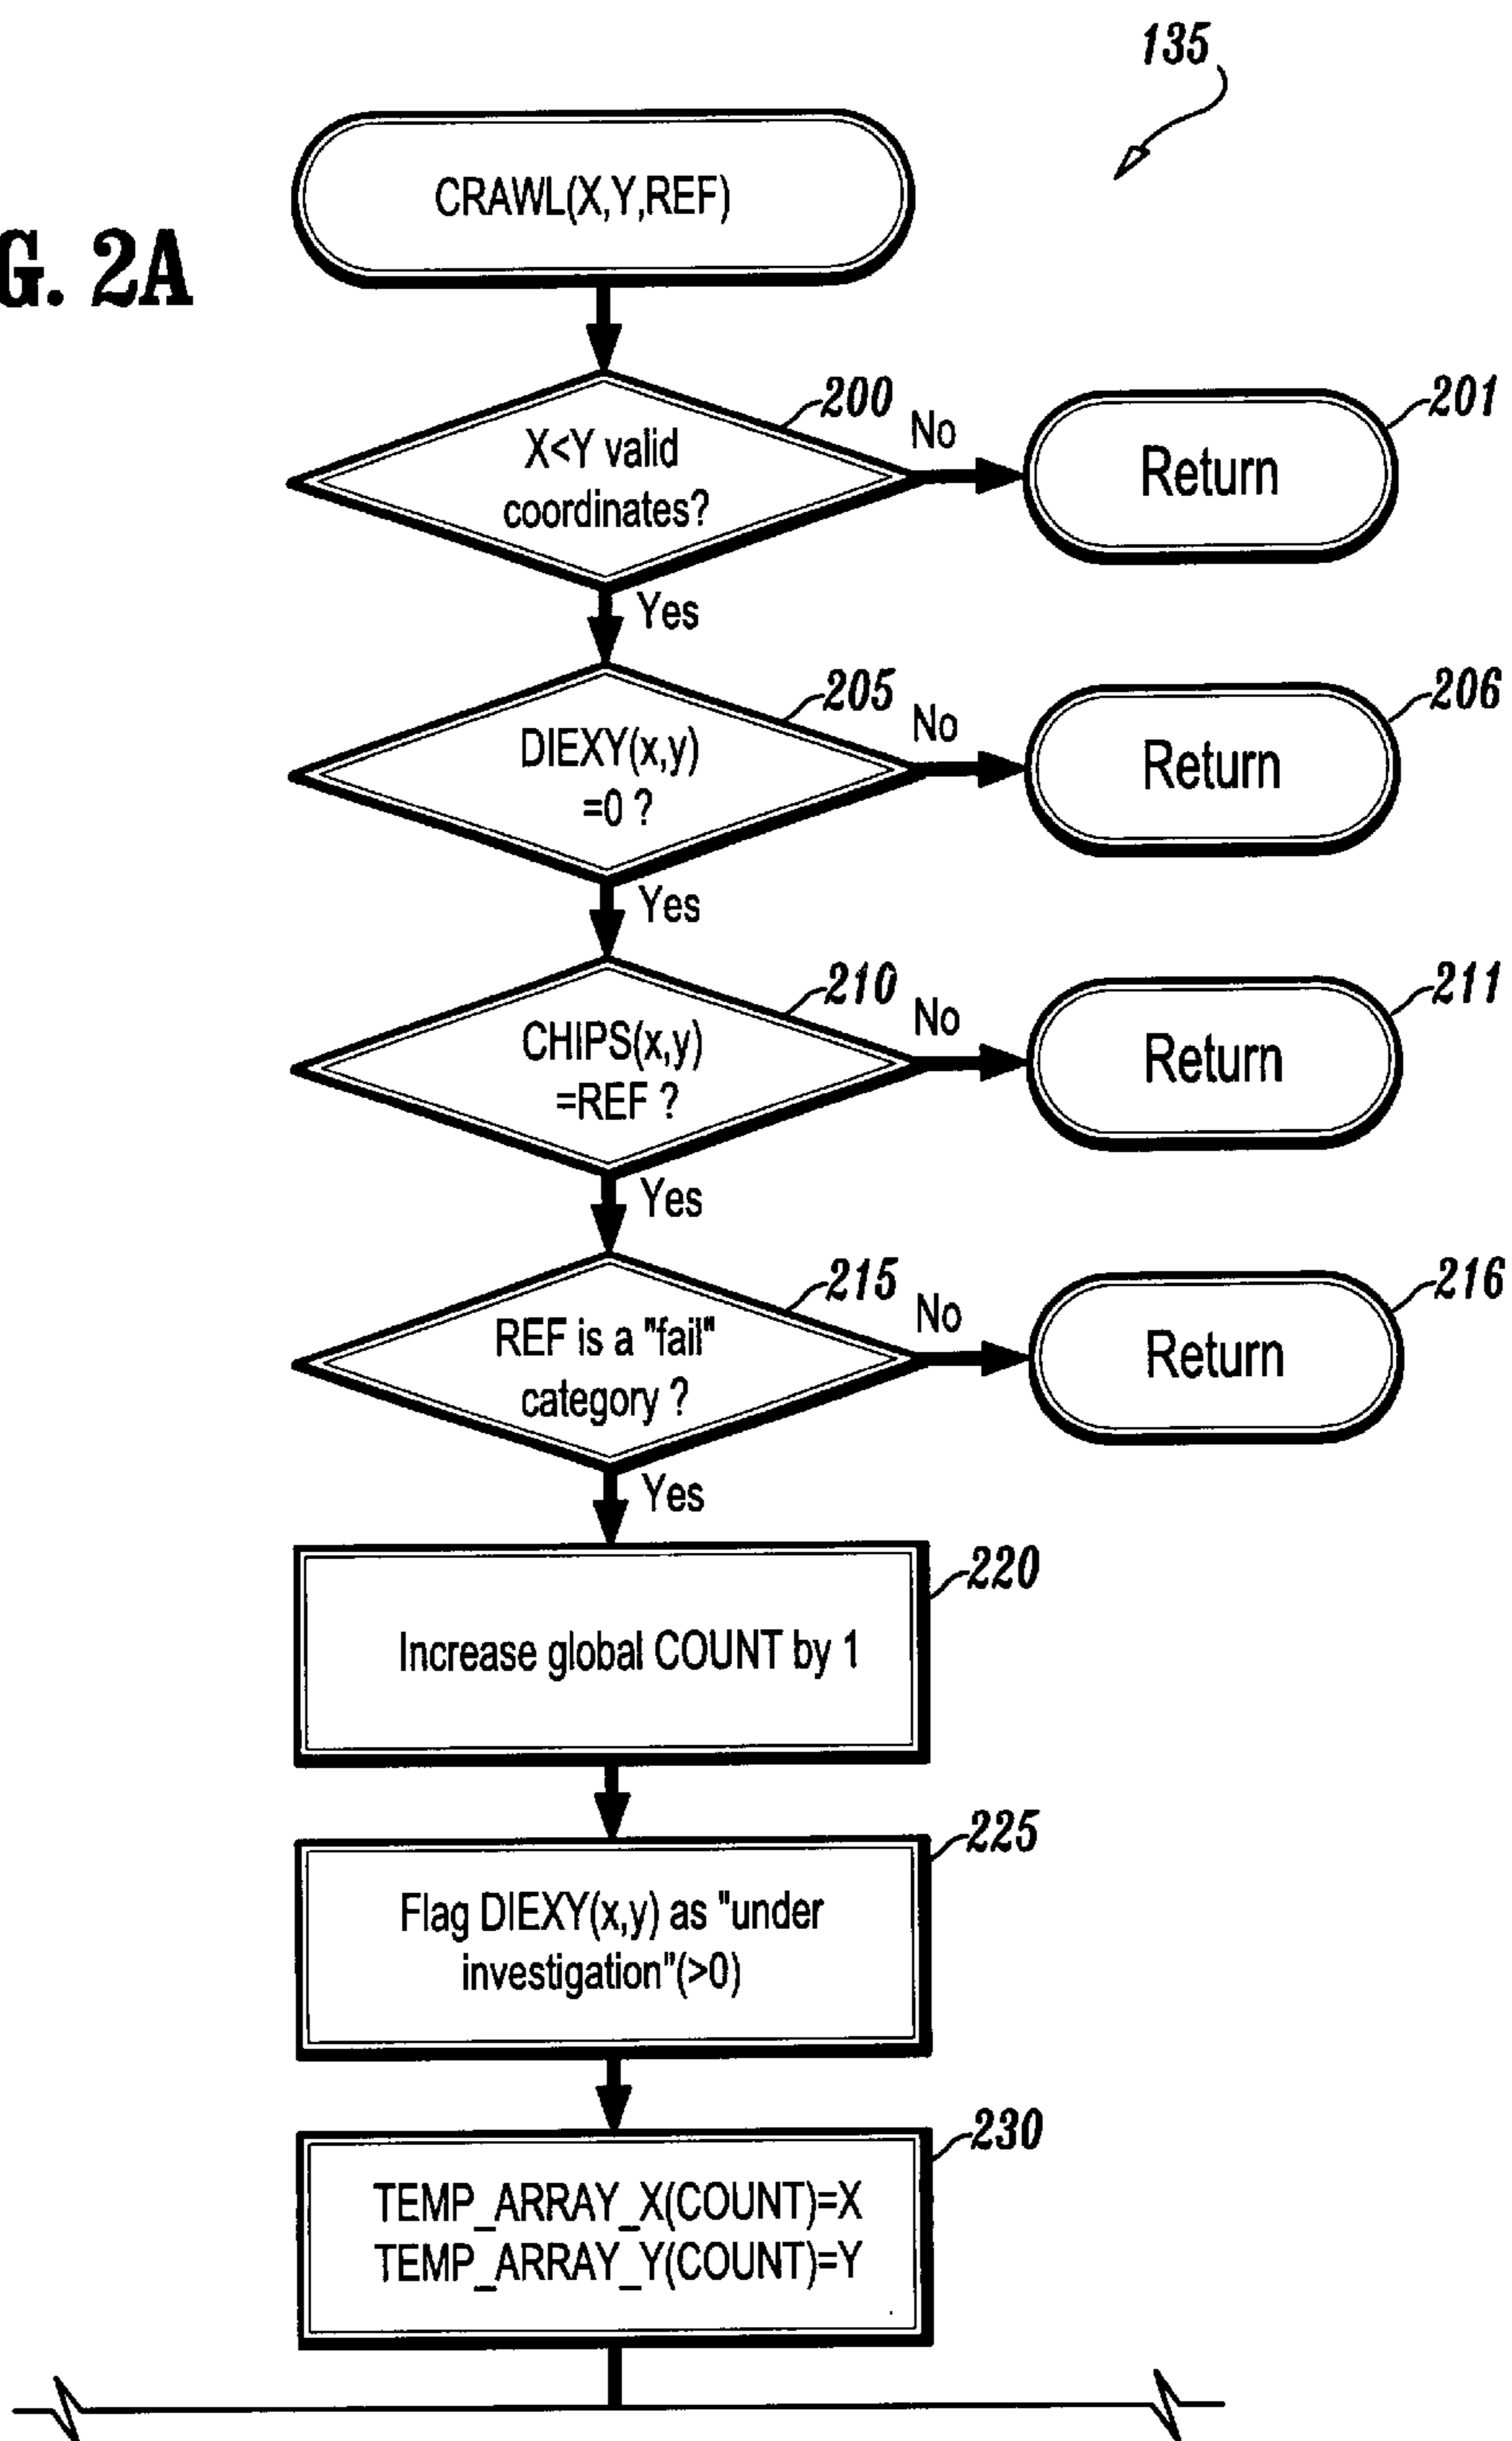 135
CRAWL(X,Y,REF)
G. 2A
200
X<Y valid
coordinates?
No
201
Return
Yes
205
DIEXY(x,y)
=0 ?
No
206
Return
Yes
210
CHIPS(x,y)
=REF ?
No
211
Return
Yes
215
REF is a "fail"
category ?
No
216
Return
Yes
220
Increase global COUNT by 1
225
Flag DIEXY(x,y) as "under
investigation"(>0)
230
TEMP_ARRAY_X(COUNT)=X
TEMP_ARRAY_Y(COUNT)=Y